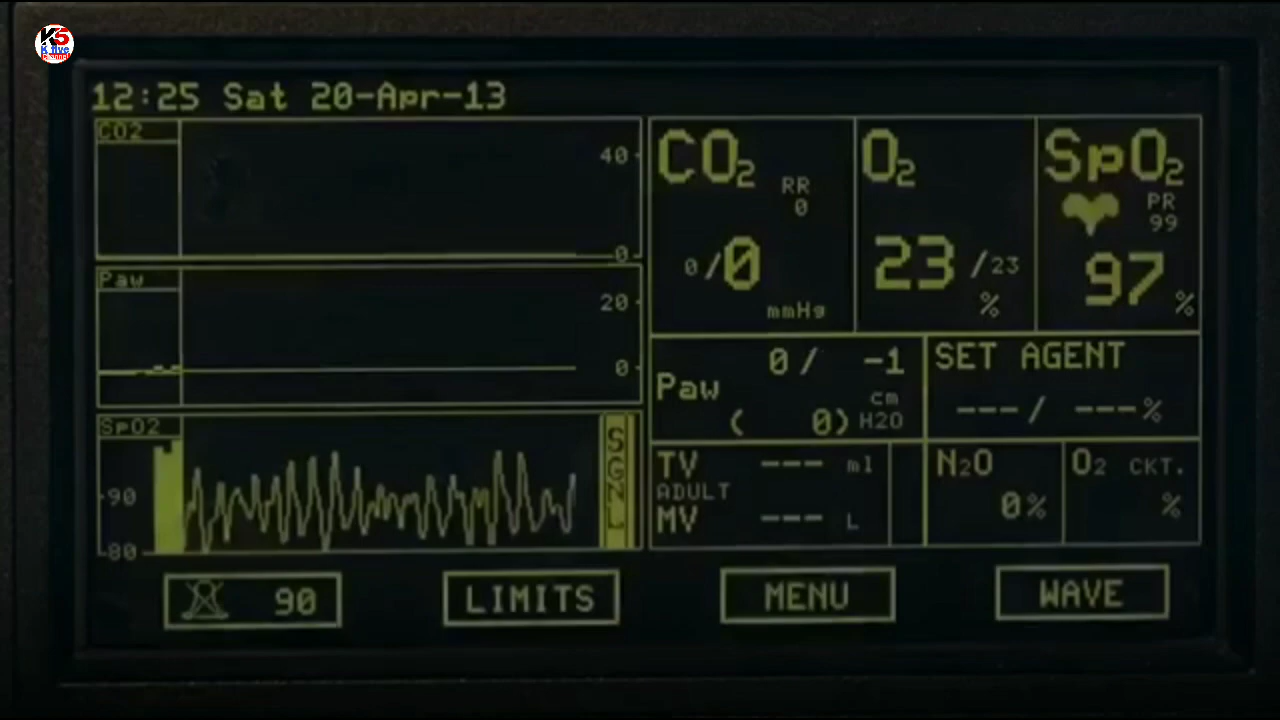 K5
K five
Channel
12:25 Sat 20-Apr-13
CO2
40
0
Paw
20
0
SpO2
90
80
SGNL
CO2
RR
0
0/0
mmHg
O2
23/23
%
SpO2
PR
99
97%
Paw
0/ -1
( 0)
cm
H2O
SET AGENT
---/ ---%
TV --- ml
ADULT
MV --- L
N2O
0%
O2 CKT.
%
90
LIMITS
MENU
WAVE